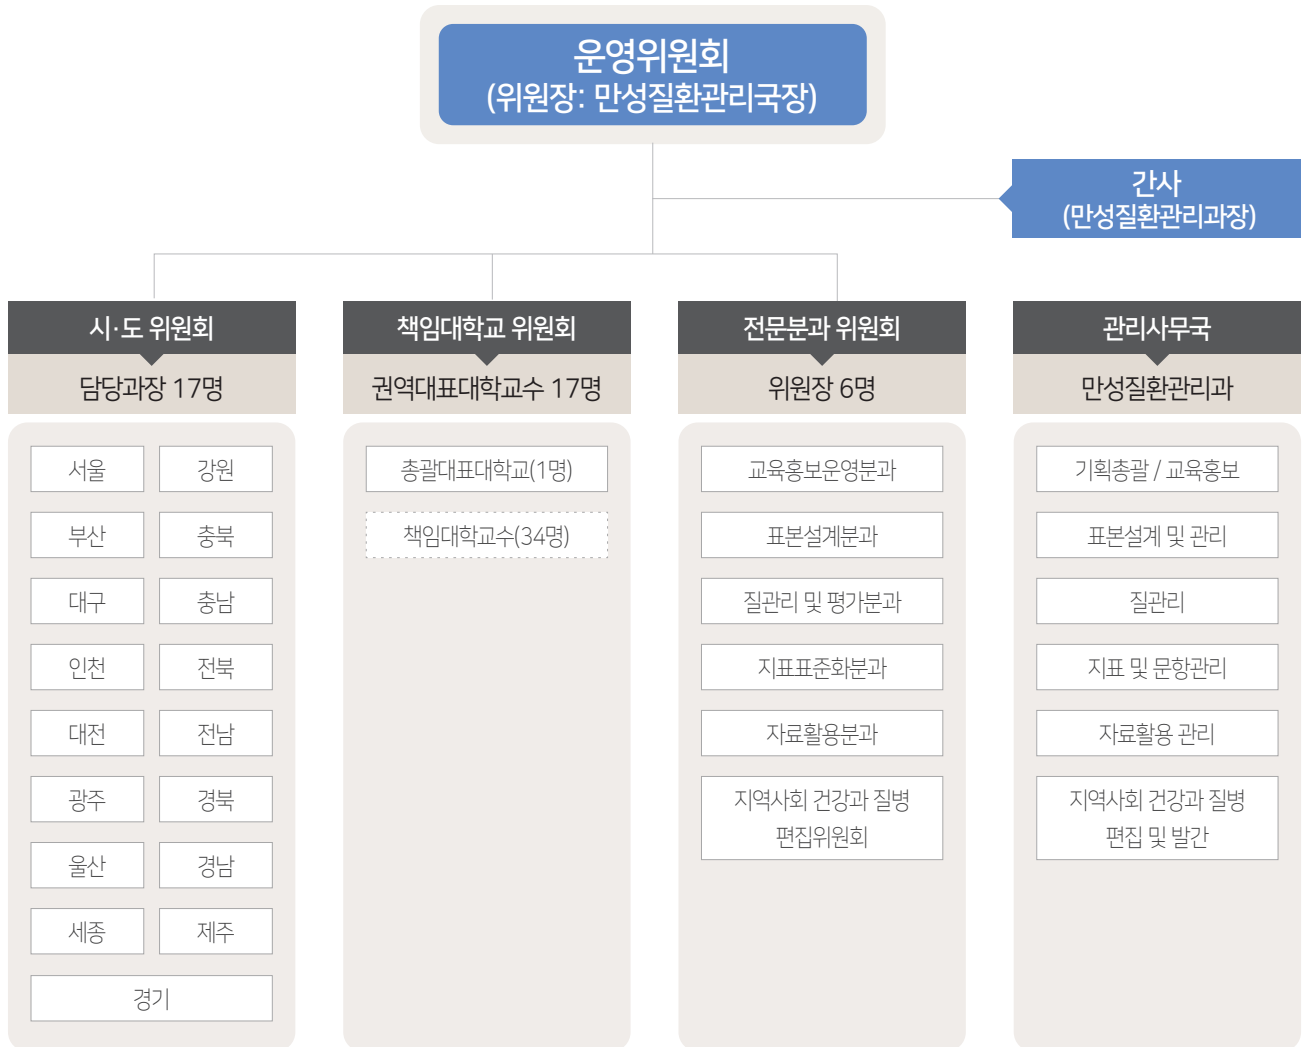 운영위원회
(위원장: 만성질환관리국장)
간사
(만성질환관리과장)
시·도 위원회
담당과장 17명
서울
강원
부산
충북
대구
충남
인천
전북
대전
전남
광주
경북
울산
경남
세종
제주
경기
책임대학교 위원회
권역대표대학교수 17명
총괄대표대학교(1명)
책임대학교수(34명)
전문분과 위원회
위원장 6명
교육홍보운영분과
표본설계분과
질관리 및 평가분과
지표표준화분과
자료활용분과
지역사회 건강과 질병
편집위원회
관리사무국
만성질환관리과
기획총괄 / 교육홍보
표본설계 및 관리
질관리
지표 및 문항관리
자료활용 관리
지역사회 건강과 질병
편집 및 발간